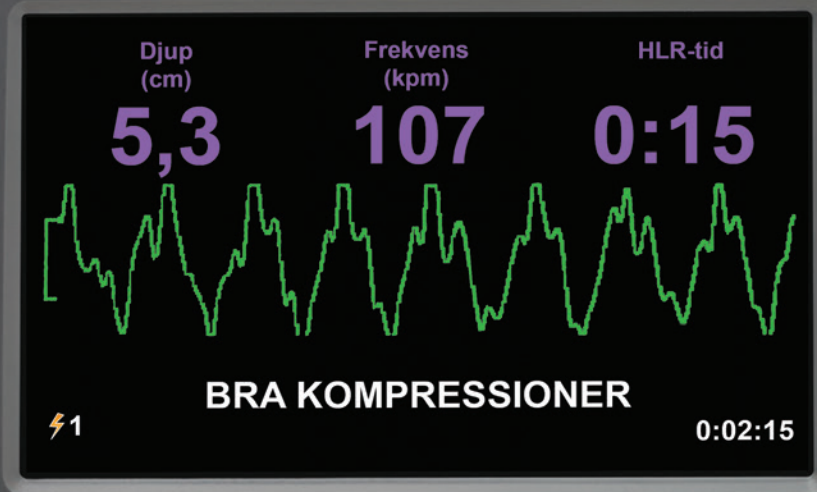 Djup
(cm)
5,3
Frekvens
(kpm)
107
HLR-tid
0:15
BRA KOMPRESSIONER
1
0:02:15